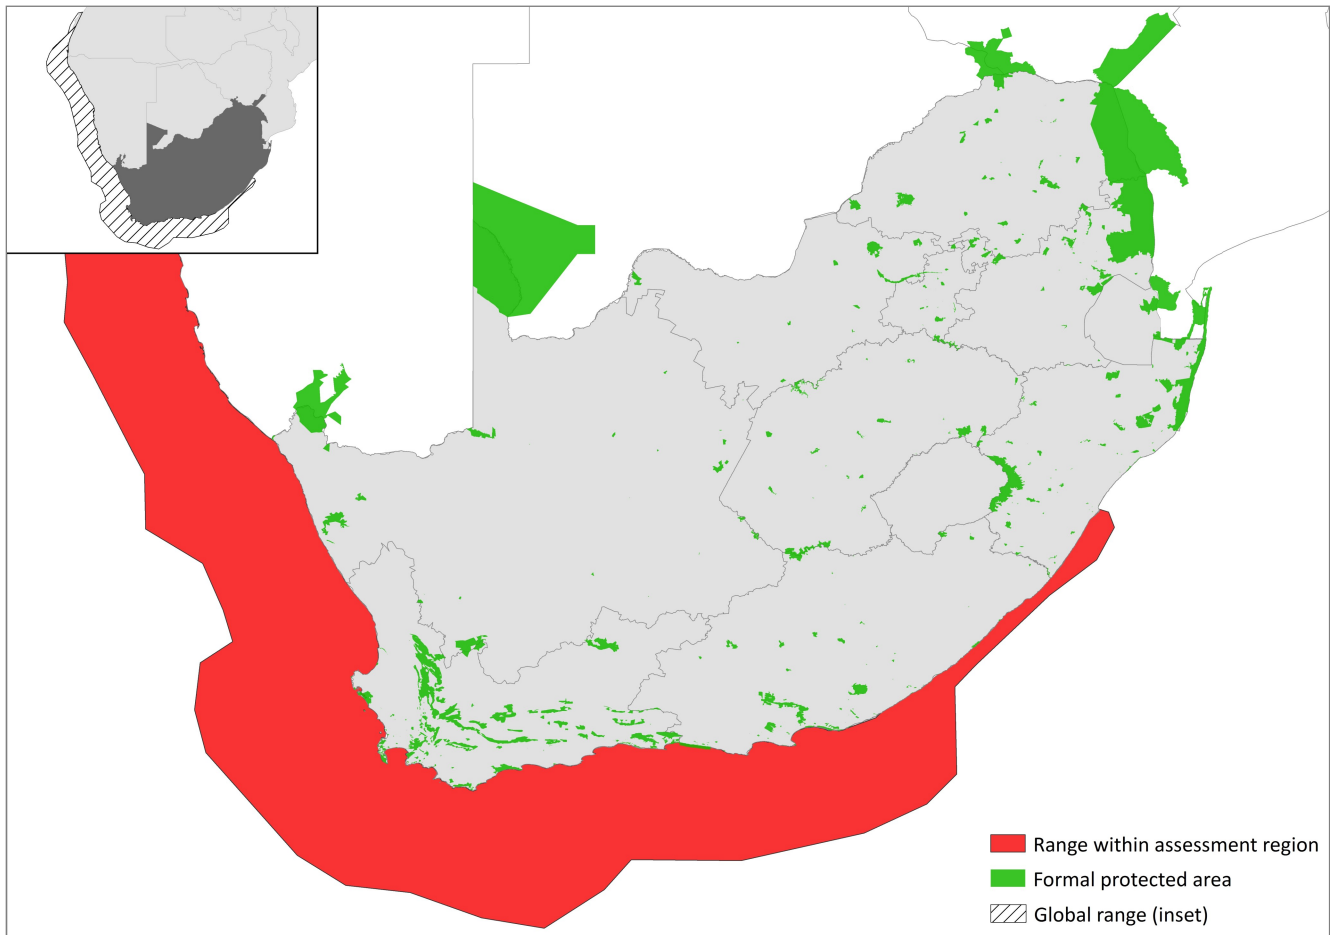 Range within assessment region
Formal protected area
Global range (inset)